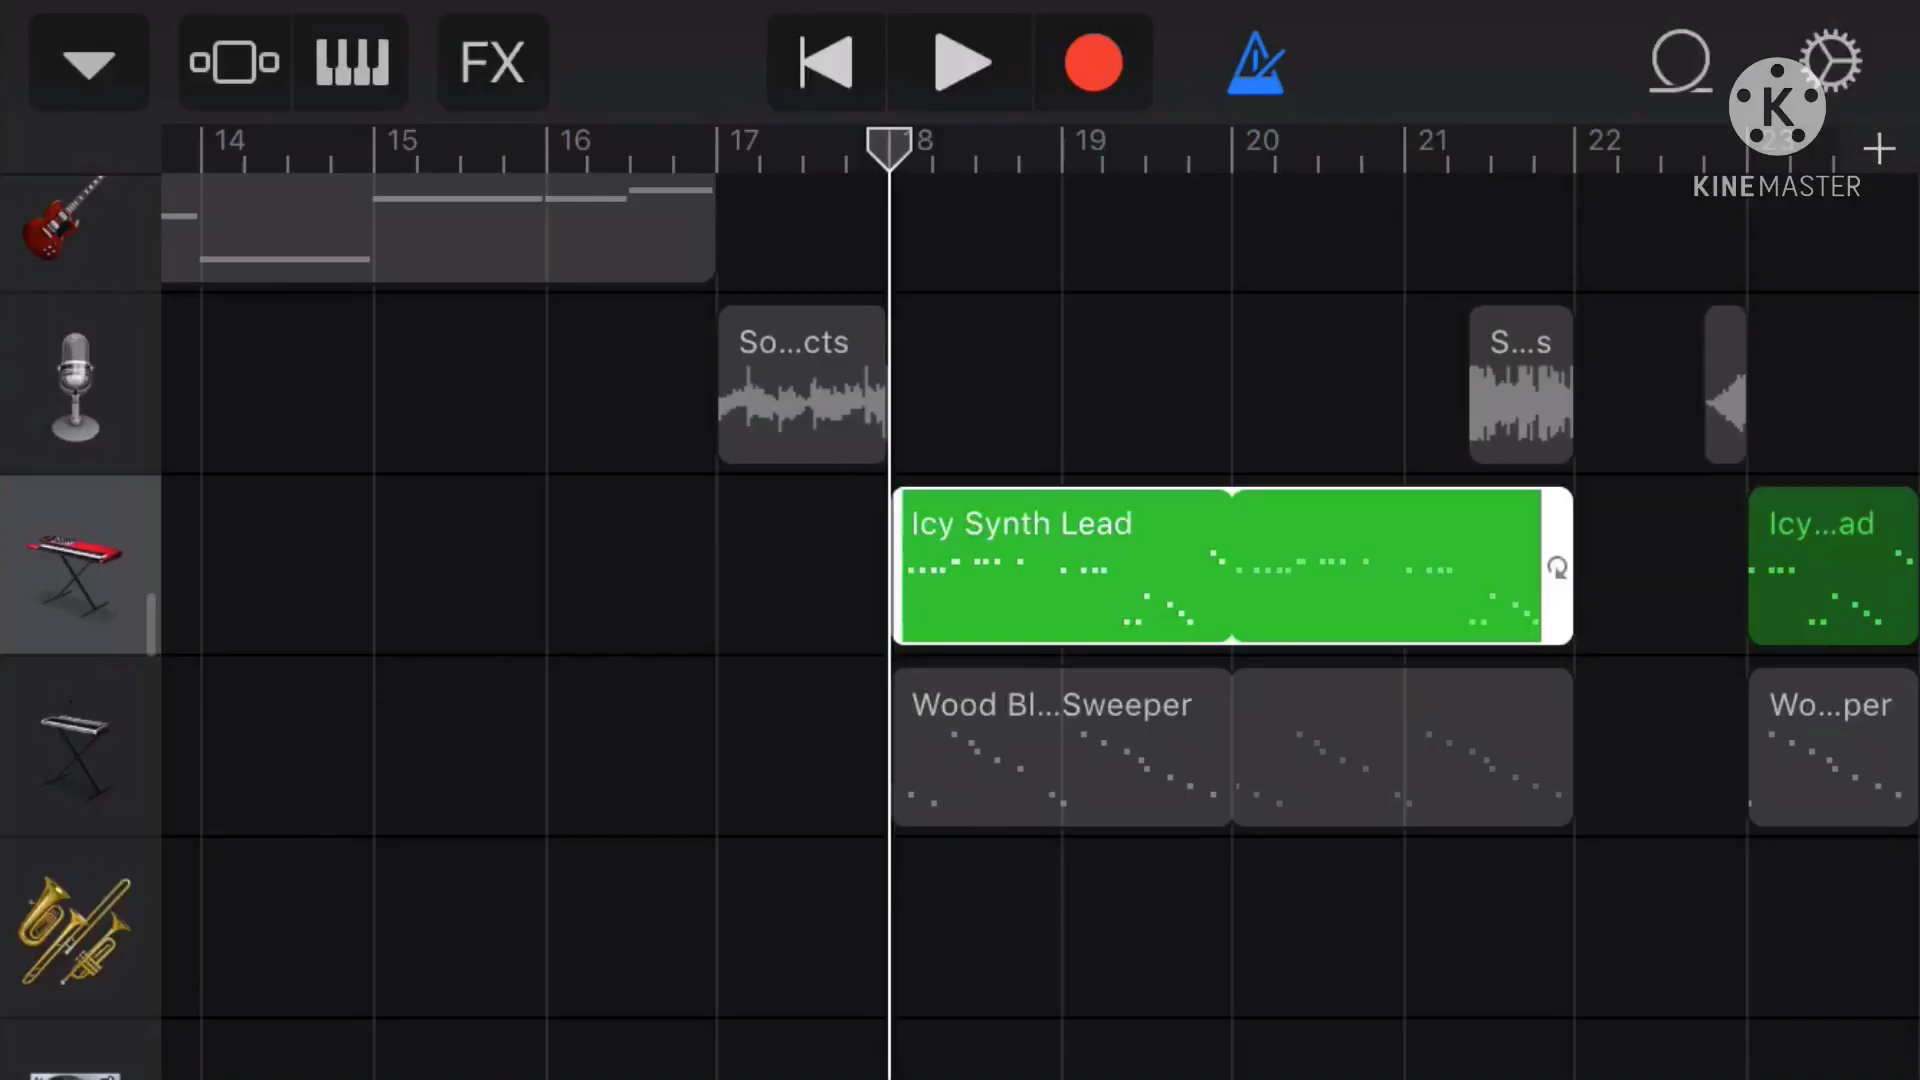 FX
14 15 16 17 8 19 20 21 22 23
K
KINEMASTER
So...cts S...s
Icy Synth Lead Icy...ad
Wood Bl...Sweeper Wo...per